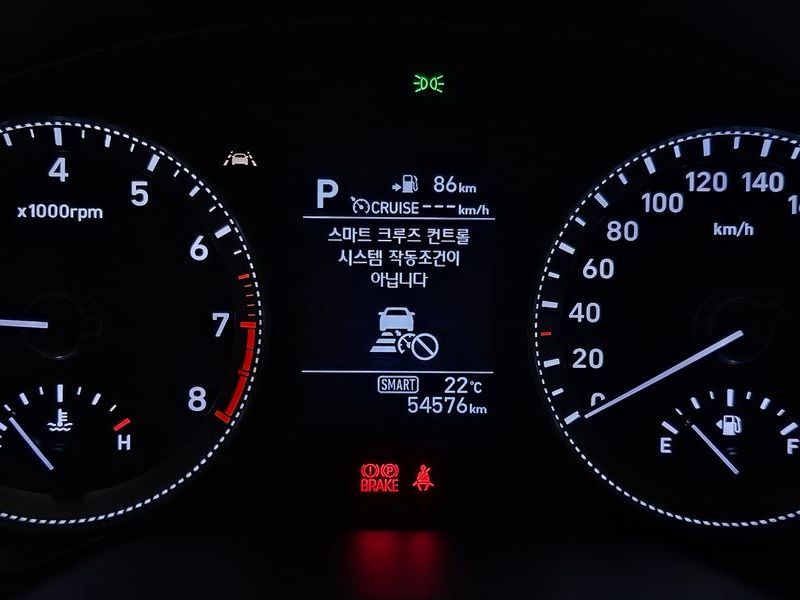 4
5
6
7
8
x1000rpm
H
P
86km
CRUISE ---km/h
스마트 크루즈 컨트롤
시스템 작동조건이
아닙니다
SMART 22°C
54576km
BRAKE
P
0
20
40
60
80
100
120
140
km/h
E
F